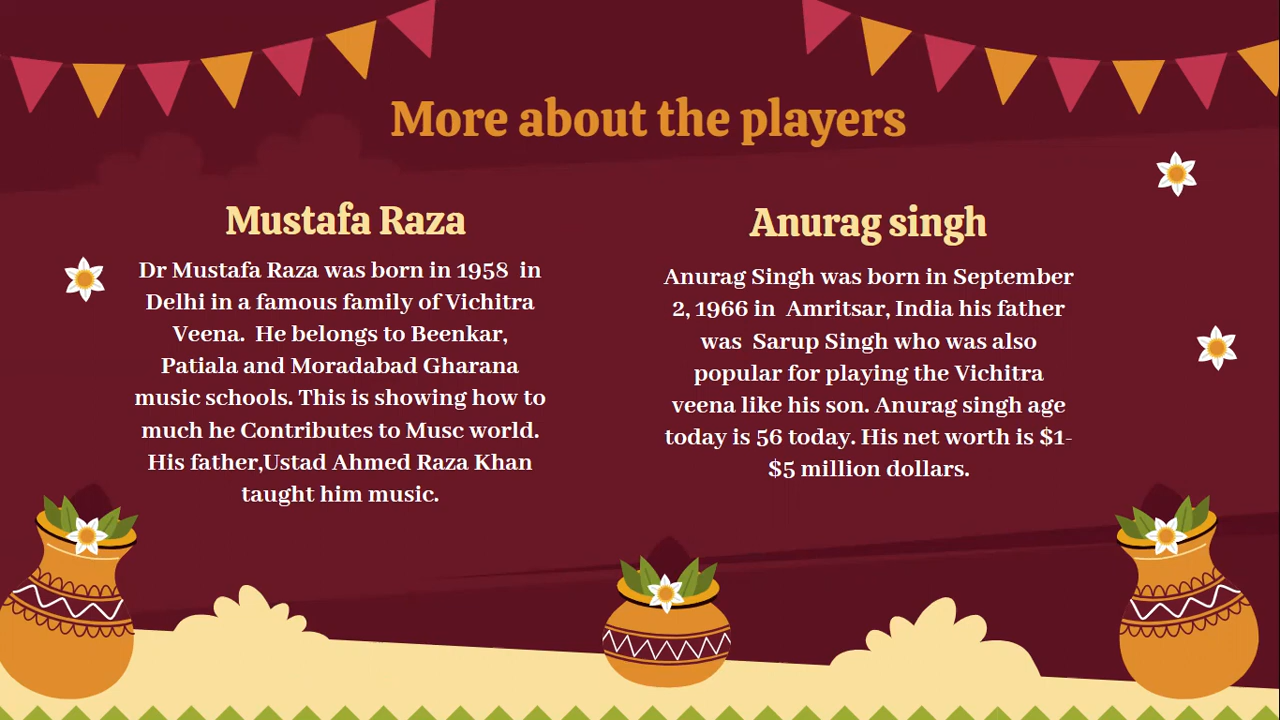 More about the players
Mustafa Raza
Dr Mustafa Raza was born in 1958 in
Delhi in a famous family of Vichitra
Veena. He belongs to Beenkar,
Patiala and Moradabad Gharana
music schools. This is showing how to
much he Contributes to Musc world.
His father,Ustad Ahmed Raza Khan
taught him music.
Anurag singh
Anurag Singh was born in September
2, 1966 in Amritsar, India his father
was Sarup Singh who was also
popular for playing the Vichitra
veena like his son. Anurag singh age
today is 56 today. His net worth is $1-
$5 million dollars.